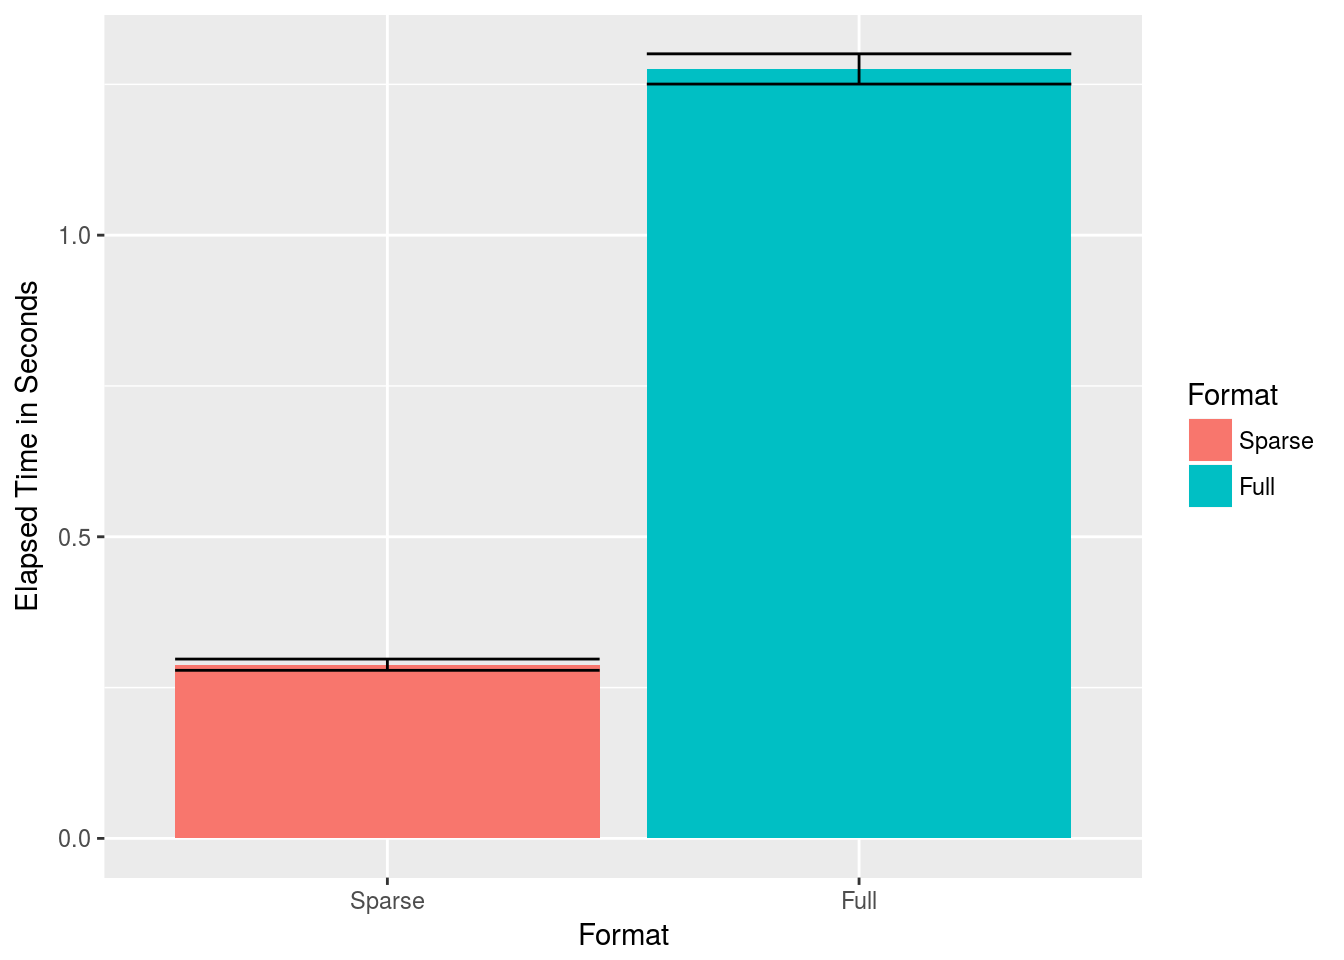 Elapsed Time in Seconds
1.0
0.5
0.0
Sparse
Full
Format
Format
Sparse
Full